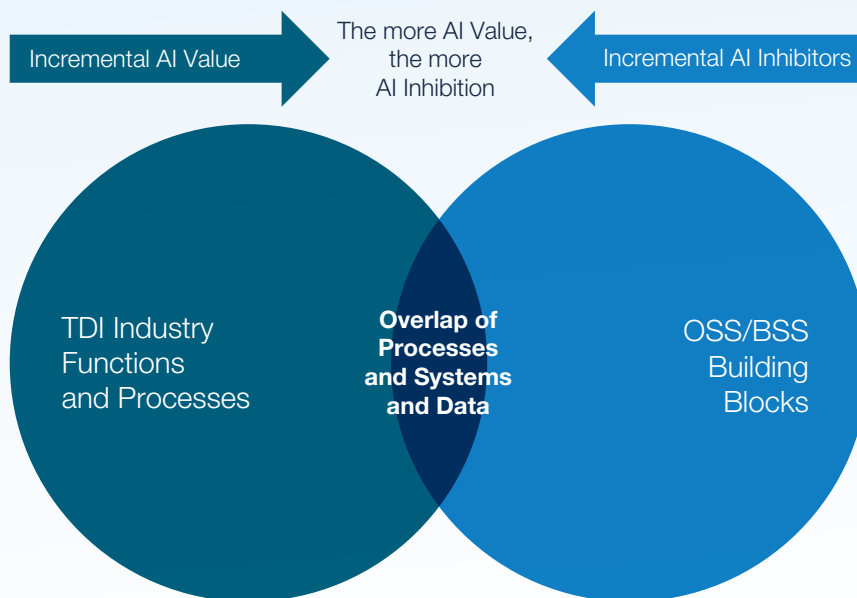 Incremental AI Value
The more AI Value,
the more
AI Inhibition
Incremental AI Inhibitors
TDI Industry
Functions
and Processes
Overlap of
Processes
and Systems
and Data
OSS/BSS
Building
Blocks